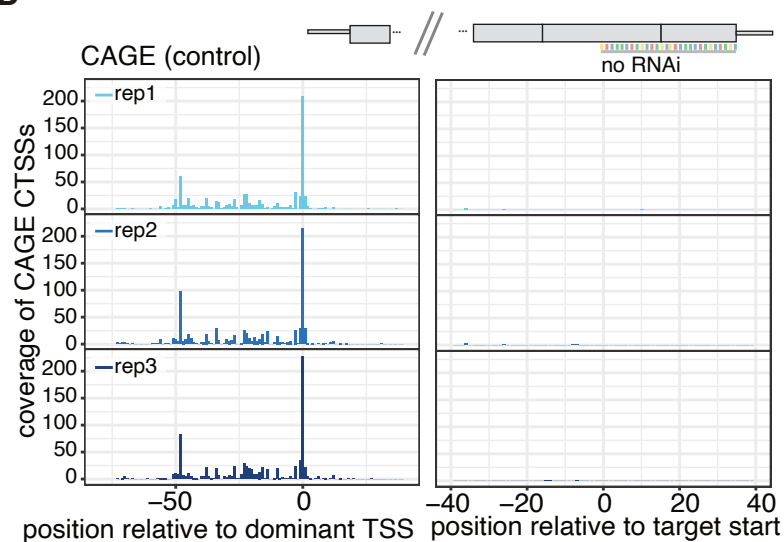 CAGE (control)
no RNAi
coverage of CAGE CTSSs
200
150
100
50
0
rep1
200
150
100
50
0
rep2
200
150
100
50
0
rep3
−50 0
position relative to dominant TSS
−40 −20 0 20 40
position relative to target start